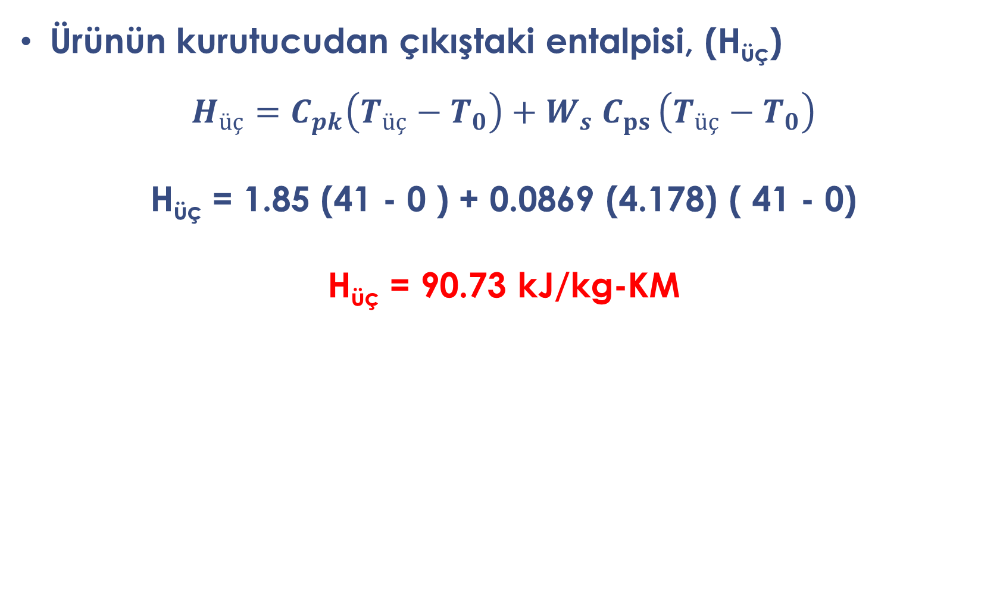 • Ürünün kurutucudan çıkıştaki entalpisi, (Hüç)
Hüç = Cpk(Tüç − T0) + Ws Cps (Tüç − T0)
Hüç = 1.85 (41 - 0 ) + 0.0869 (4.178) ( 41 - 0)
Hüç = 90.73 kJ/kg-KM